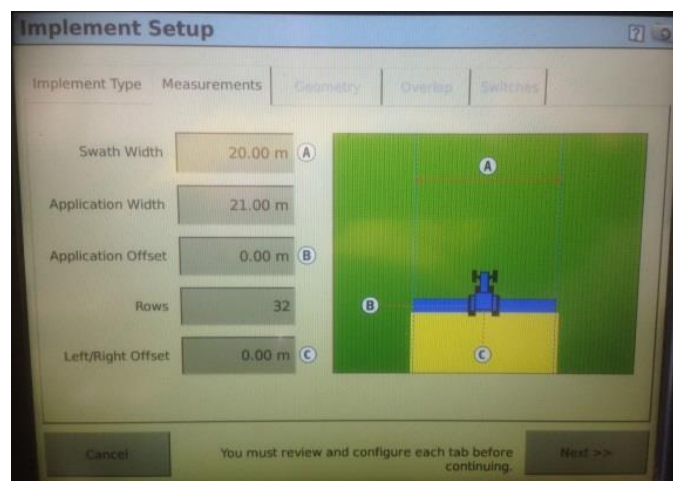 Implement Setup
?
Implement Type Measurements Geometry Overlap Switches
Swath Width 20.00 m A
A
Application Width 21.00 m
Application Offset 0.00 m B
Rows 32
B
Left/Right Offset 0.00 m C
C
Cancel
You must review and configure each tab before
continuing.
Next >>